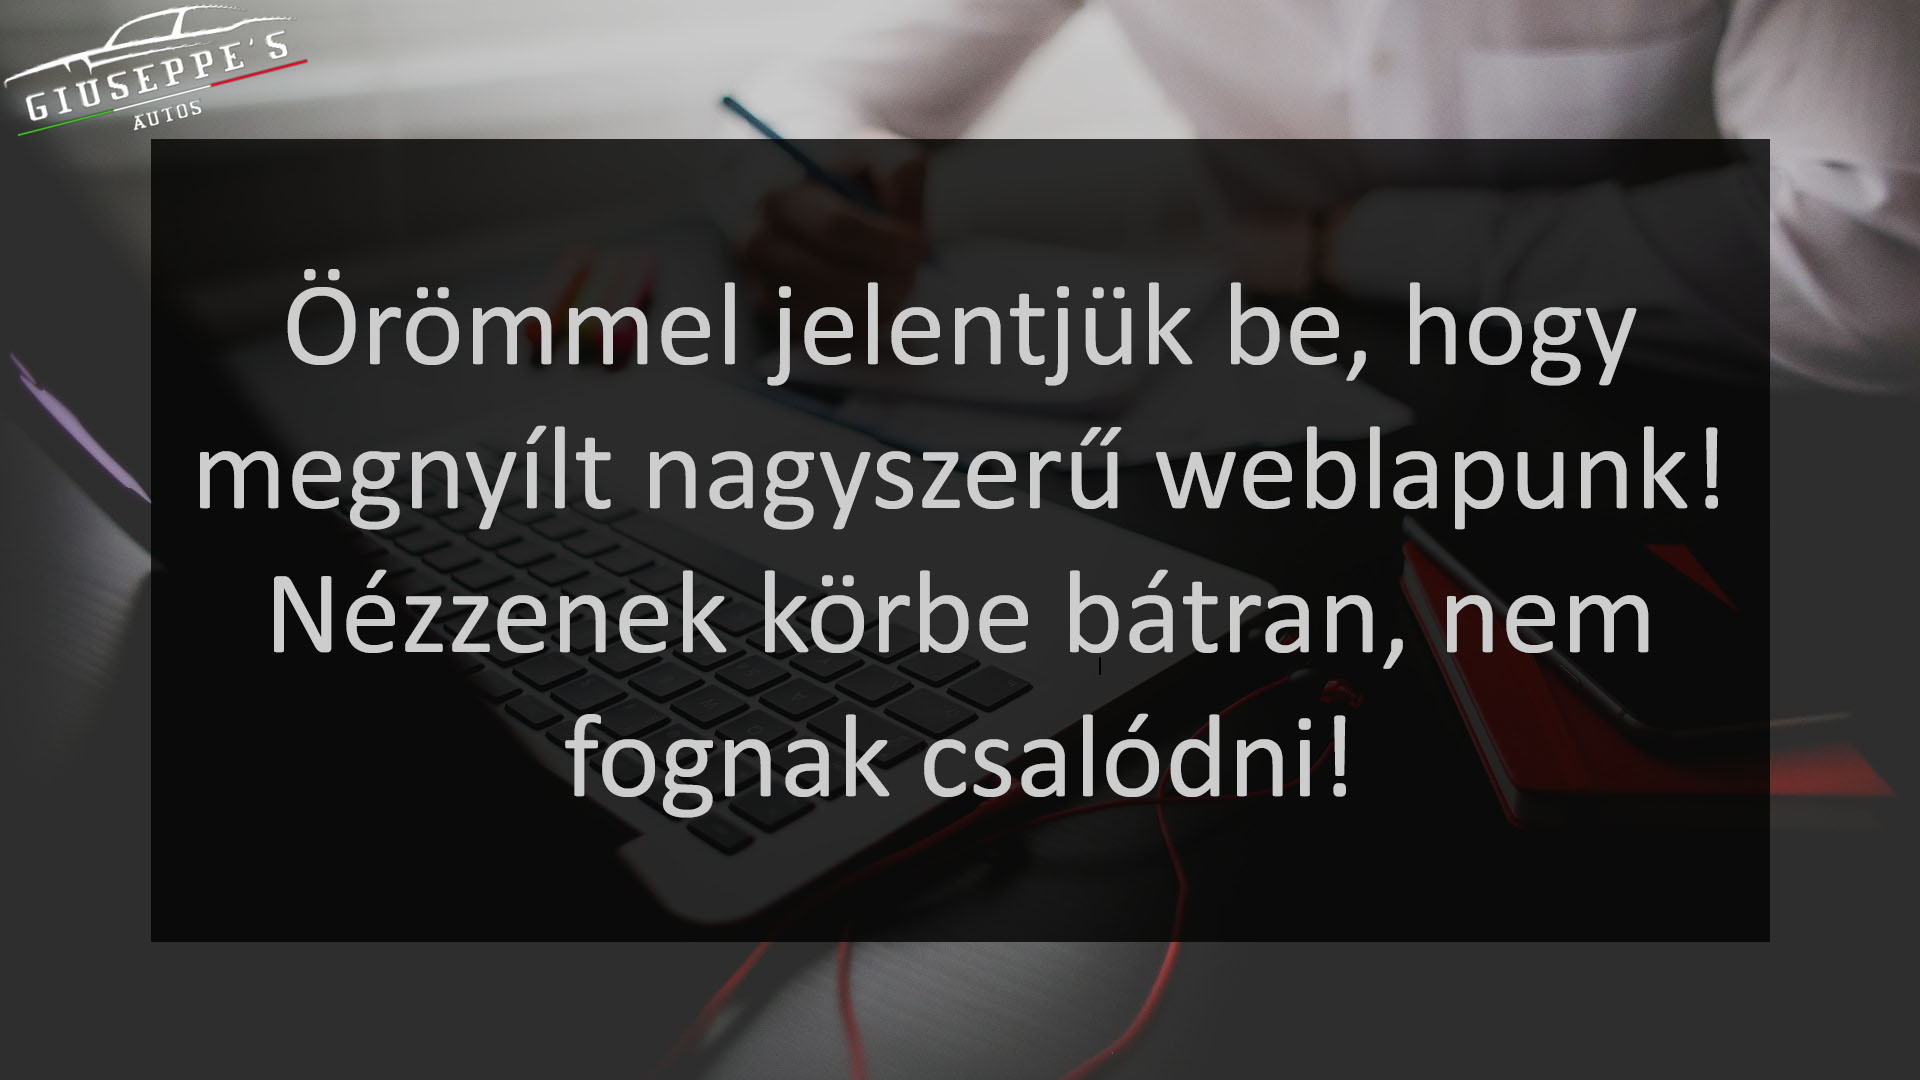 GIUSEPPE'S
AUTOS
Örömmel jelentjük be, hogy
megnyílt nagyszerű weblapunk!
Nézzenek körbe bátran, nem
fognak csalódni!